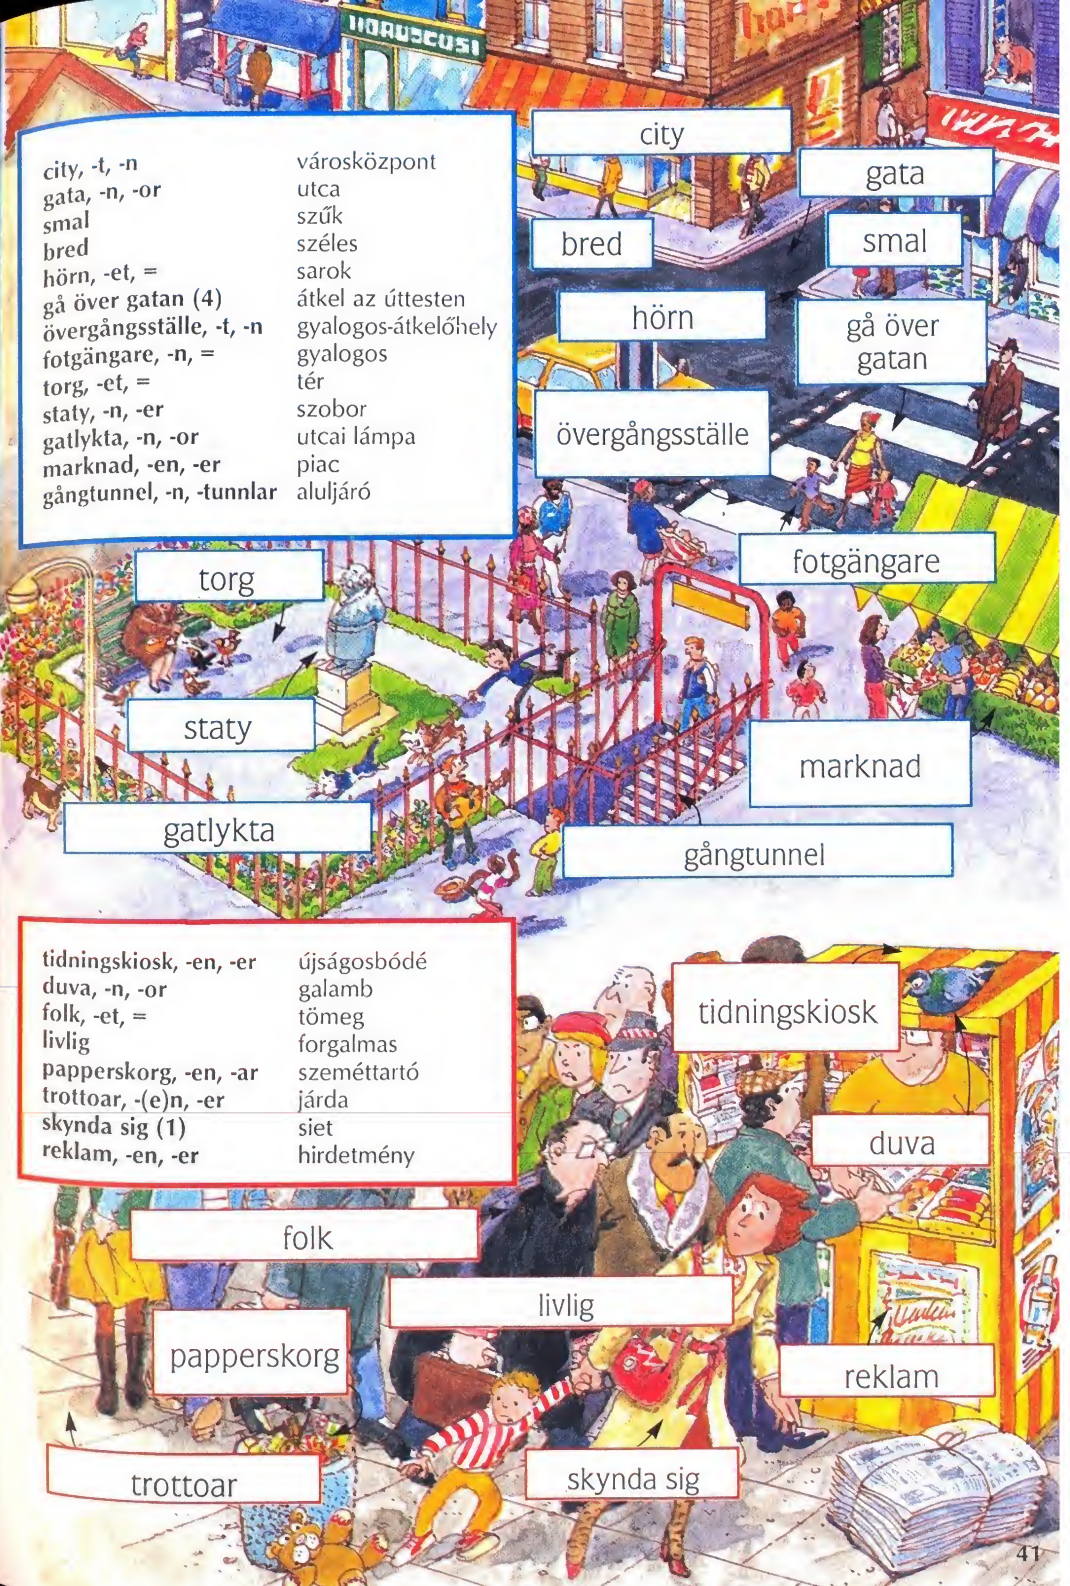 HORUSCOSI
city, -t, -n városközpont
gata, -n, -or utca
smal szűk
bred széles
hörn, -et, = sarok
gå över gatan (4) átkel az úttesten
övergångsställe, -t, -n gyalogos-átkelőhely
fotgängare, -n, = gyalogos
torg, -et, = tér
staty, -n, -er szobor
gatlykta, -n, -or utcai lámpa
marknad, -en, -er piac
gångtunnel, -n, -tunnlar aluljáró
city
gata
bred
smal
hörn
gå över
gatan
övergångsställe
fotgängare
torg
staty
marknad
gatlykta
gångtunnel
tidningskiosk, -en, -er újságosbódé
duva, -n, -or galamb
folk, -et, = tömeg
livlig forgalmas
papperskorg, -en, -ar szeméttartó
trottoar, -(e)n, -er járda
skynda sig (1) siet
reklam, -en, -er hirdetmény
tidningskiosk
duva
folk
livlig
papperskorg
reklam
trottoar
skynda sig
41